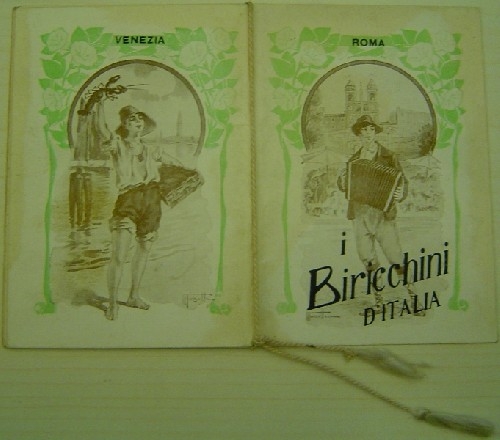 VENEZIA
ROMA
i
Biricchini
D'ITALIA